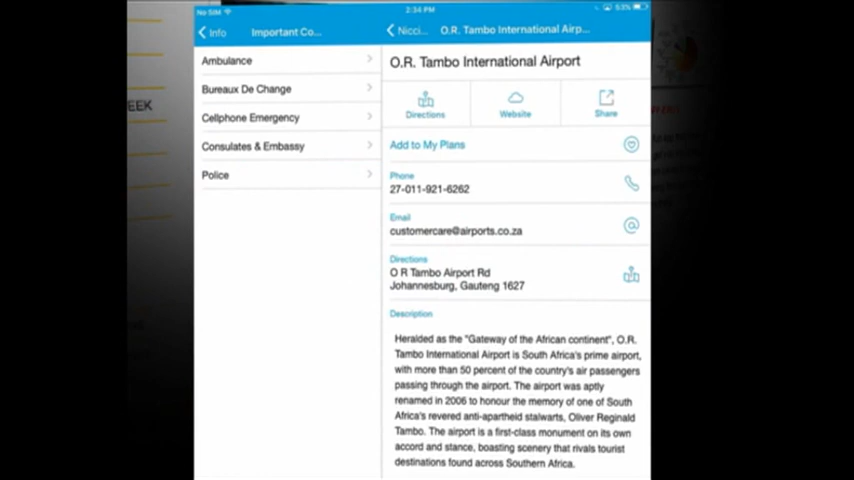 No SIM
2:34 PM
53%
Info
Important Co...
Nicci...
O.R. Tambo International Airp...
Ambulance
Bureaux De Change
Cellphone Emergency
Consulates & Embassy
Police
O.R. Tambo International Airport
Directions
Website
Share
Add to My Plans
Phone
27-011-921-6262
Email
customercare@airports.co.za
Directions
O R Tambo Airport Rd
Johannesburg, Gauteng 1627
Description
Heralded as the "Gateway of the African continent", O.R.
Tambo International Airport is South Africa's prime airport,
with more than 50 percent of the country's air passengers
passing through the airport. The airport was aptly
renamed in 2006 to honour the memory of one of South
Africa's revered anti-apartheid stalwarts, Oliver Reginald
Tambo. The airport is a first-class monument on its own
accord and stance, boasting scenery that rivals tourist
destinations found across Southern Africa.
EEK